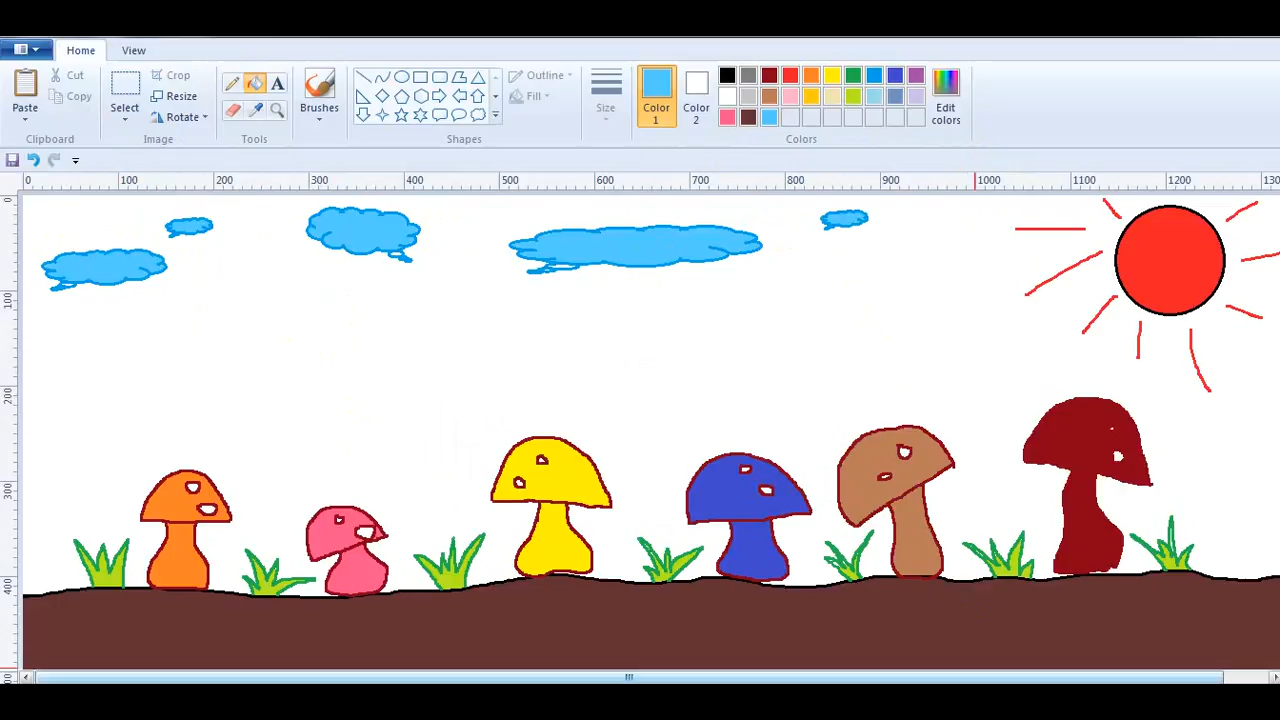 Home View
Cut
Copy
Paste
Clipboard
Crop
Resize
Rotate
Select
Image
A
Tools
Brushes
Outline
Fill
Shapes
Size
Color
1
Color
2
Edit
colors
Colors
0 100 200 300 400 500 600 700 800 900 1000 1100 1200 1300
0
100
200
300
400